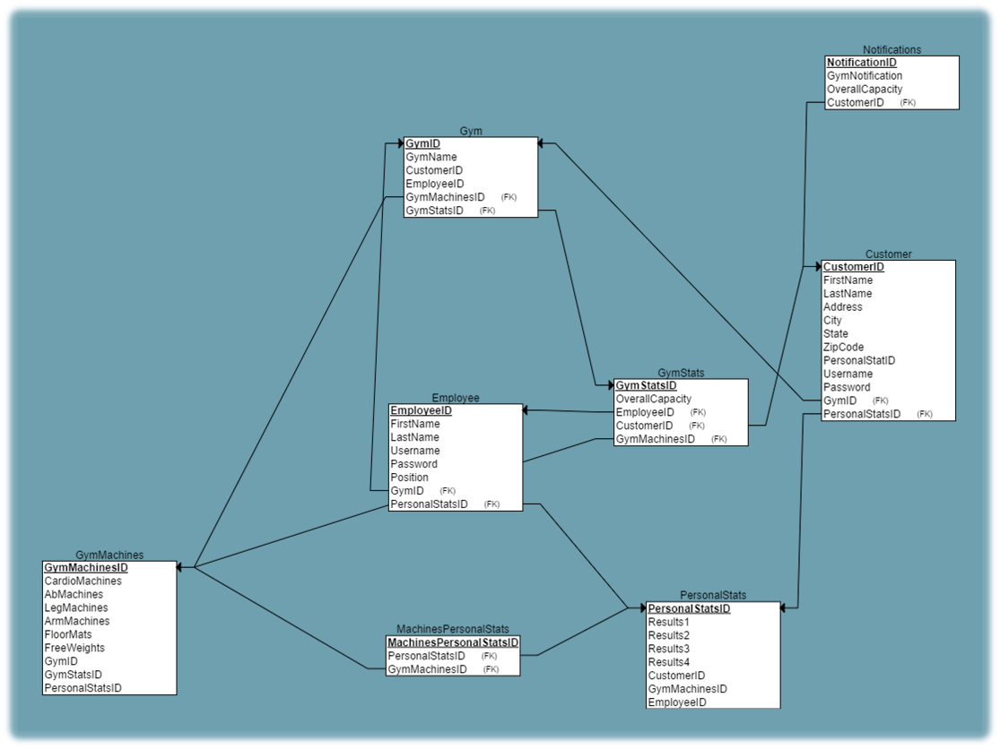 Notifications
NotificationID
GymNotification
OverallCapacity
CustomerID (FK)
Gym
GymID
GymName
CustomerID
EmployeeID
GymMachinesID (FK)
GymStatsID (FK)
Customer
CustomerID
FirstName
LastName
Address
City
State
ZipCode
PersonalStatID
Username
Password
GymID (FK)
PersonalStatsID (FK)
GymStats
GymStatsID
OverallCapacity
EmployeeID (FK)
CustomerID (FK)
GymMachinesID (FK)
Employee
EmployeeID
FirstName
LastName
Username
Password
Position
GymID (FK)
PersonalStatsID (FK)
GymMachines
GymMachinesID
CardioMachines
AbMachines
LegMachines
ArmMachines
FloorMats
FreeWeights
GymID
GymStatsID
PersonalStatsID
MachinesPersonalStats
MachinesPersonalStatsID
PersonalStatsID (FK)
GymMachinesID (FK)
PersonalStats
PersonalStatsID
Results1
Results2
Results3
Results4
CustomerID
GymMachinesID
EmployeeID